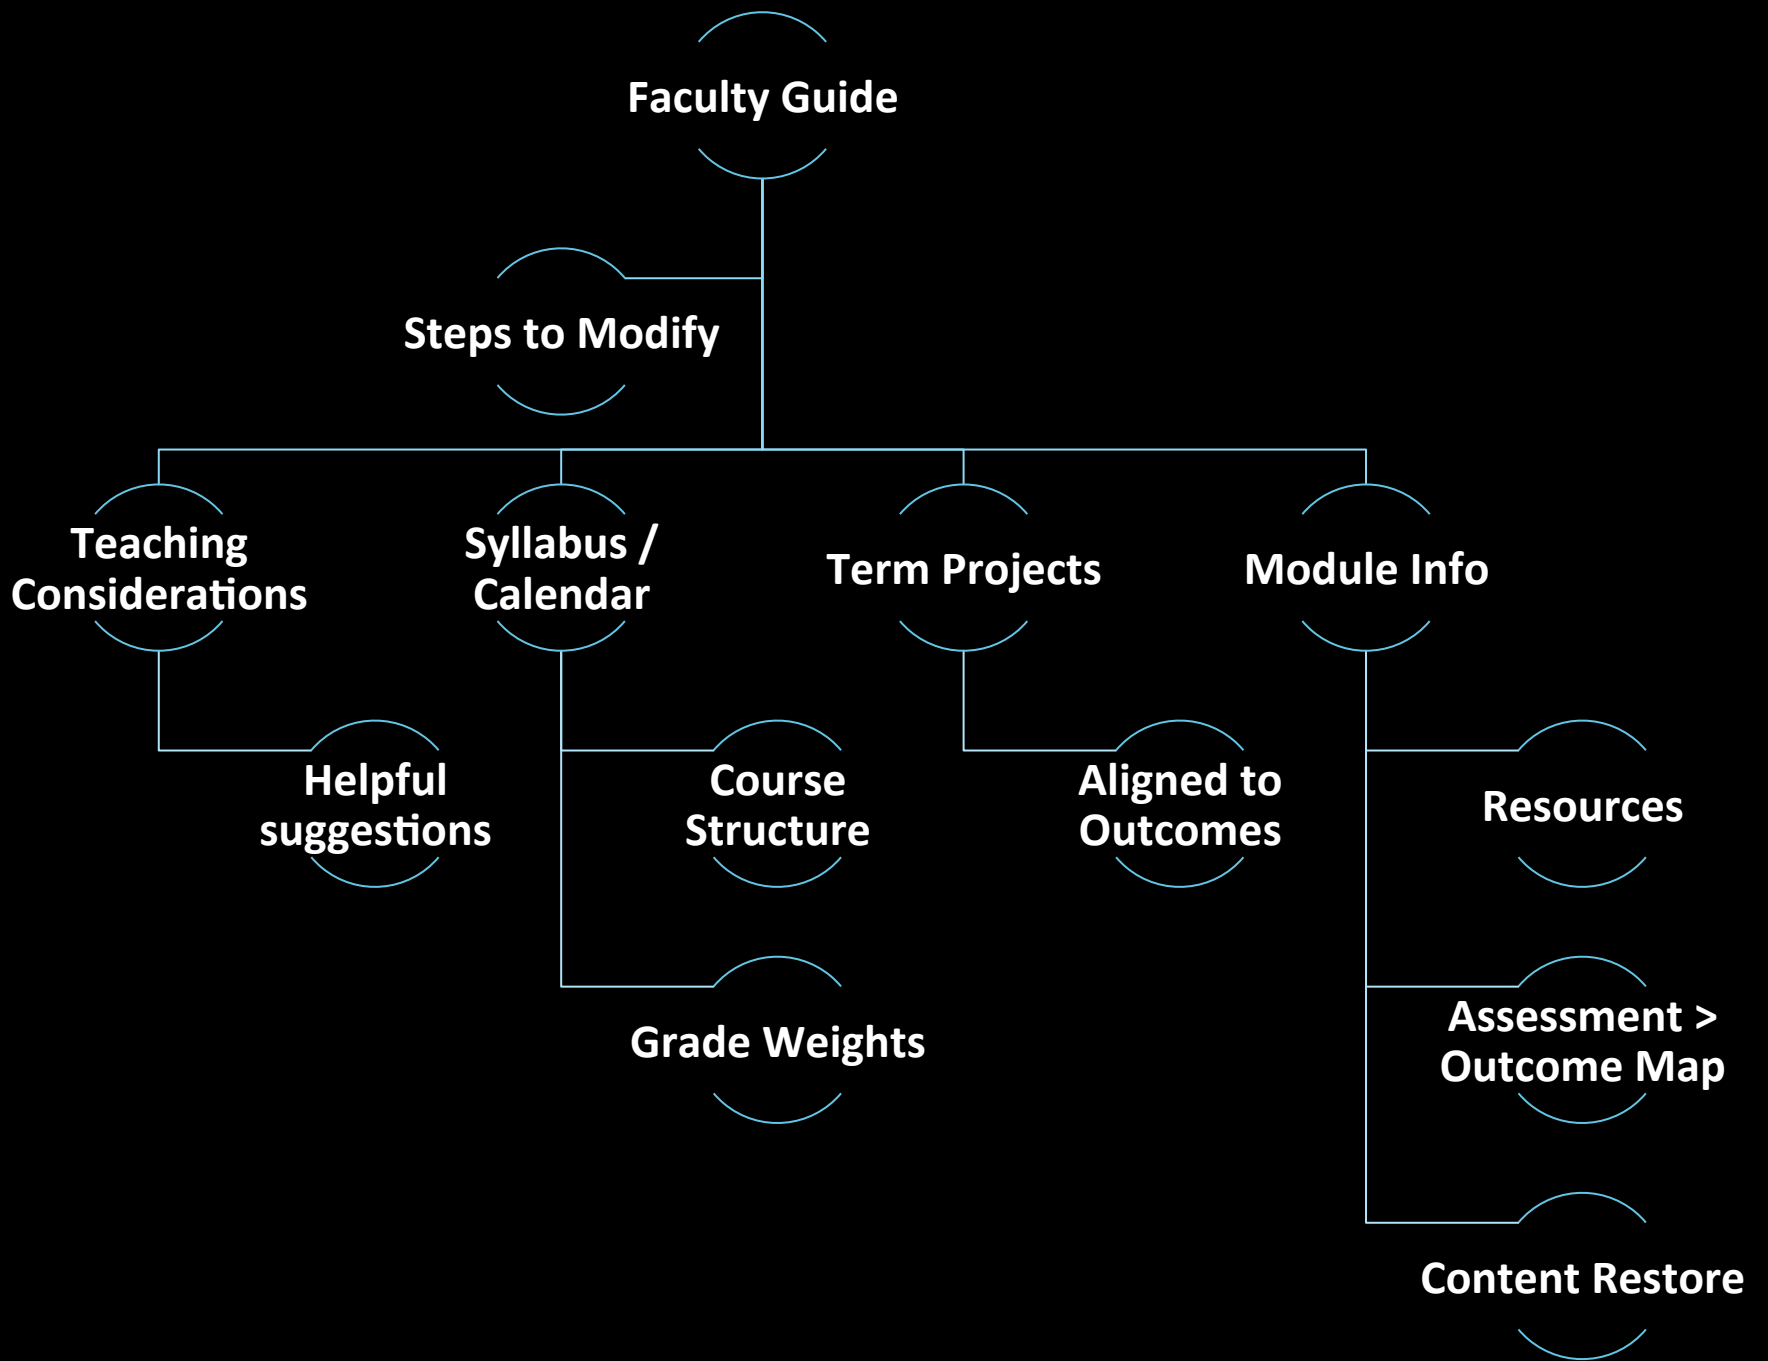 Faculty Guide
Steps to Modify
Teaching
Considerations
Syllabus /
Calendar
Term Projects
Module Info
Helpful
suggestions
Course
Structure
Aligned to
Outcomes
Resources
Grade Weights
Assessment >
Outcome Map
Content Restore